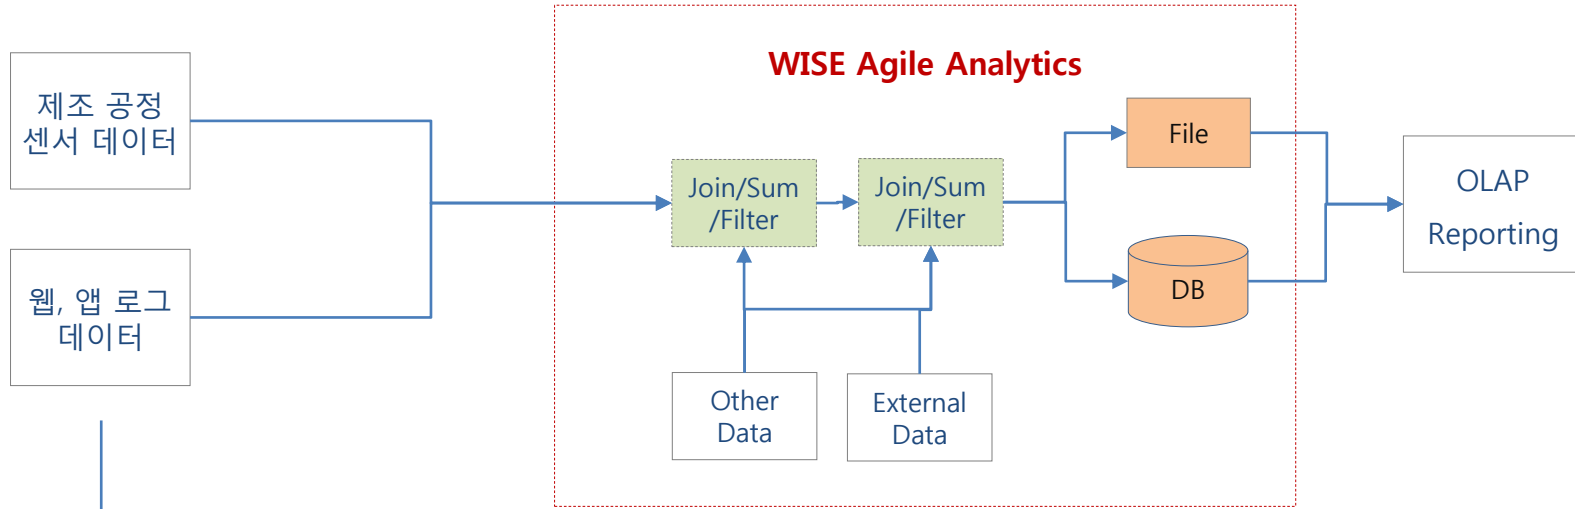 WISE Agile Analytics
제조 공정
센서 데이터
웹, 앱 로그
데이터
Join/Sum
/Filter
Join/Sum
/Filter
Other
Data
External
Data
File
DB
OLAP
Reporting